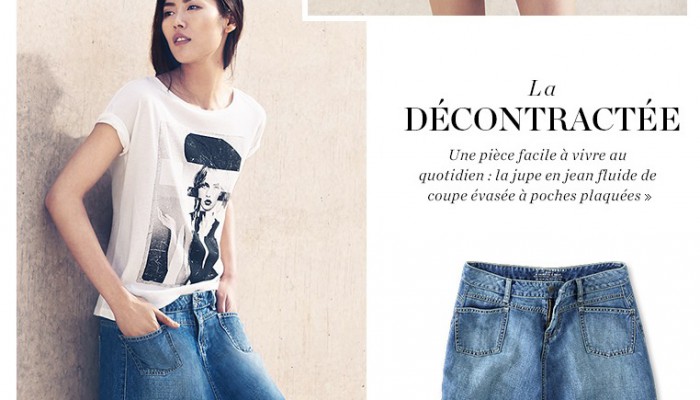 La
DÉCONTRACTÉE
Une pièce facile à vivre au
quotidien : la jupe en jean fluide de
coupe évasée à poches plaquées »